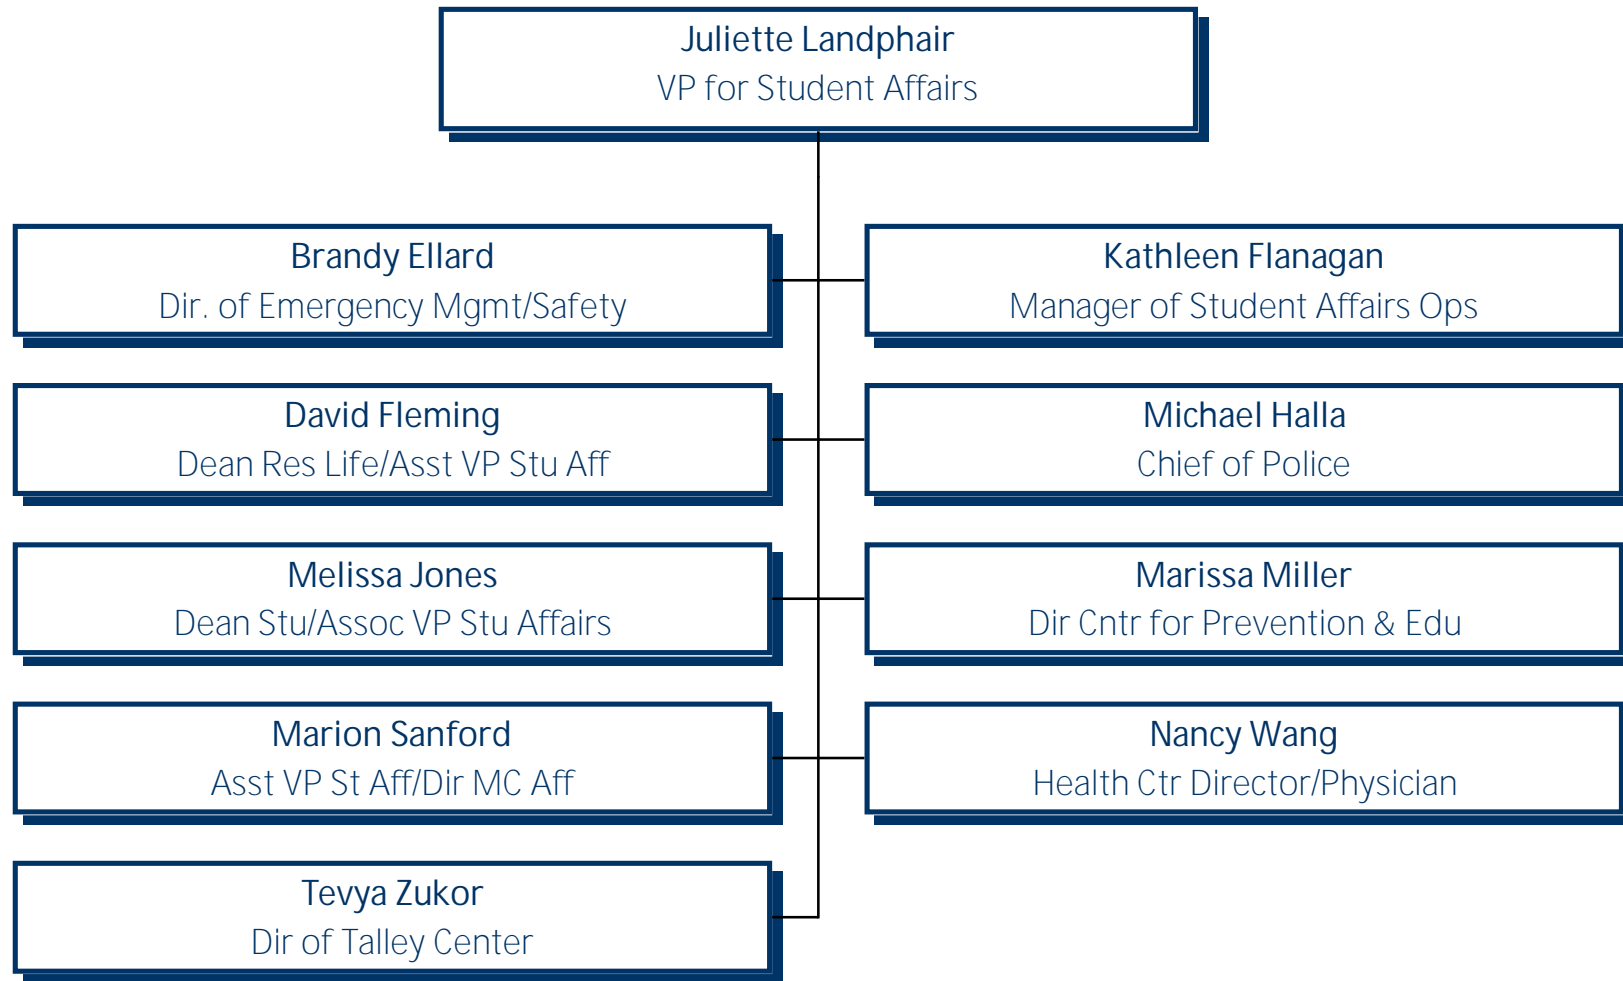 Juliette Landphair
VP for Student Affairs
Brandy Ellard
Dir. of Emergency Mgmt/Safety
Kathleen Flanagan
Manager of Student Affairs Ops
David Fleming
Dean Res Life/Asst VP Stu Aff
Michael Halla
Chief of Police
Melissa Jones
Dean Stu/Assoc VP Stu Affairs
Marissa Miller
Dir Cntr for Prevention & Edu
Marion Sanford
Asst VP St Aff/Dir MC Aff
Nancy Wang
Health Ctr Director/Physician
Tevya Zukor
Dir of Talley Center